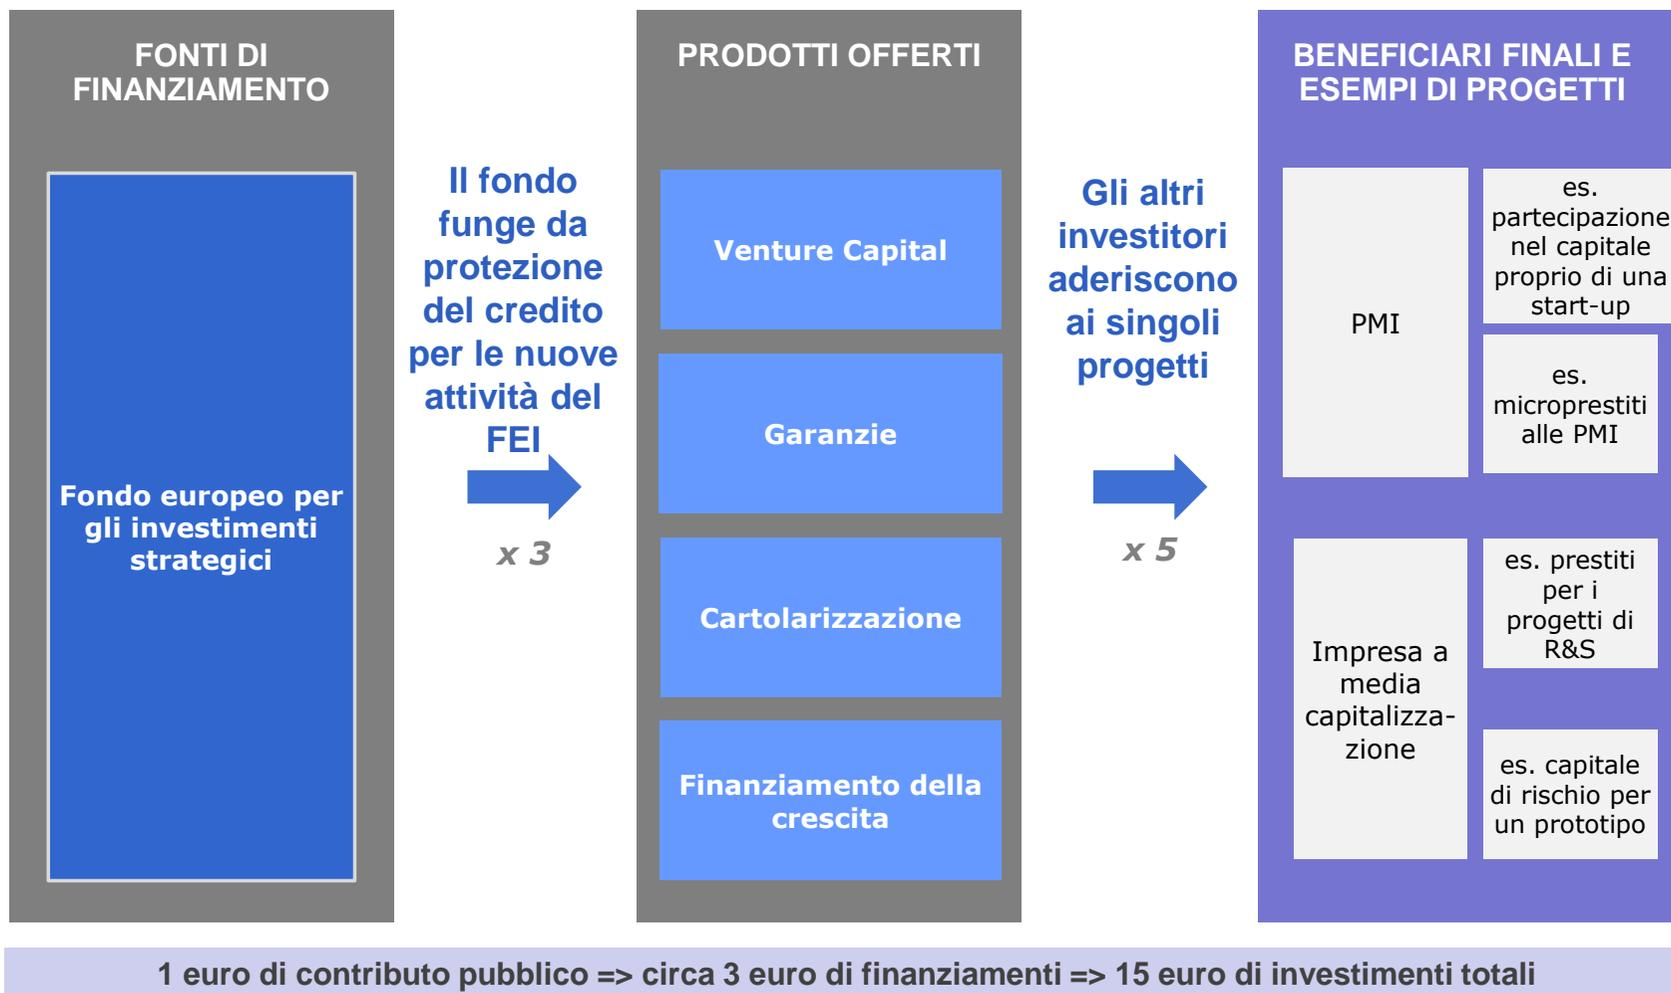 FONTI DI
FINANZIAMENTO
Fondo europeo per
gli investimenti
strategici
Il fondo
funge da
protezione
del credito
per le nuove
attività del
FEI
x 3
PRODOTTI OFFERTI
Venture Capital
Garanzie
Cartolarizzazione
Finanziamento della
crescita
Gli altri
investitori
aderiscono
ai singoli
progetti
x 5
BENEFICIARI FINALI E
ESEMPI DI PROGETTI
PMI
es.
partecipazione
nel capitale
proprio di una
start-up
es.
microprestiti
alle PMI
Impresa a
media
capitalizza-
zione
es. prestiti
per i
progetti di
R&S
es. capitale
di rischio per
un prototipo
1 euro di contributo pubblico => circa 3 euro di finanziamenti => 15 euro di investimenti totali